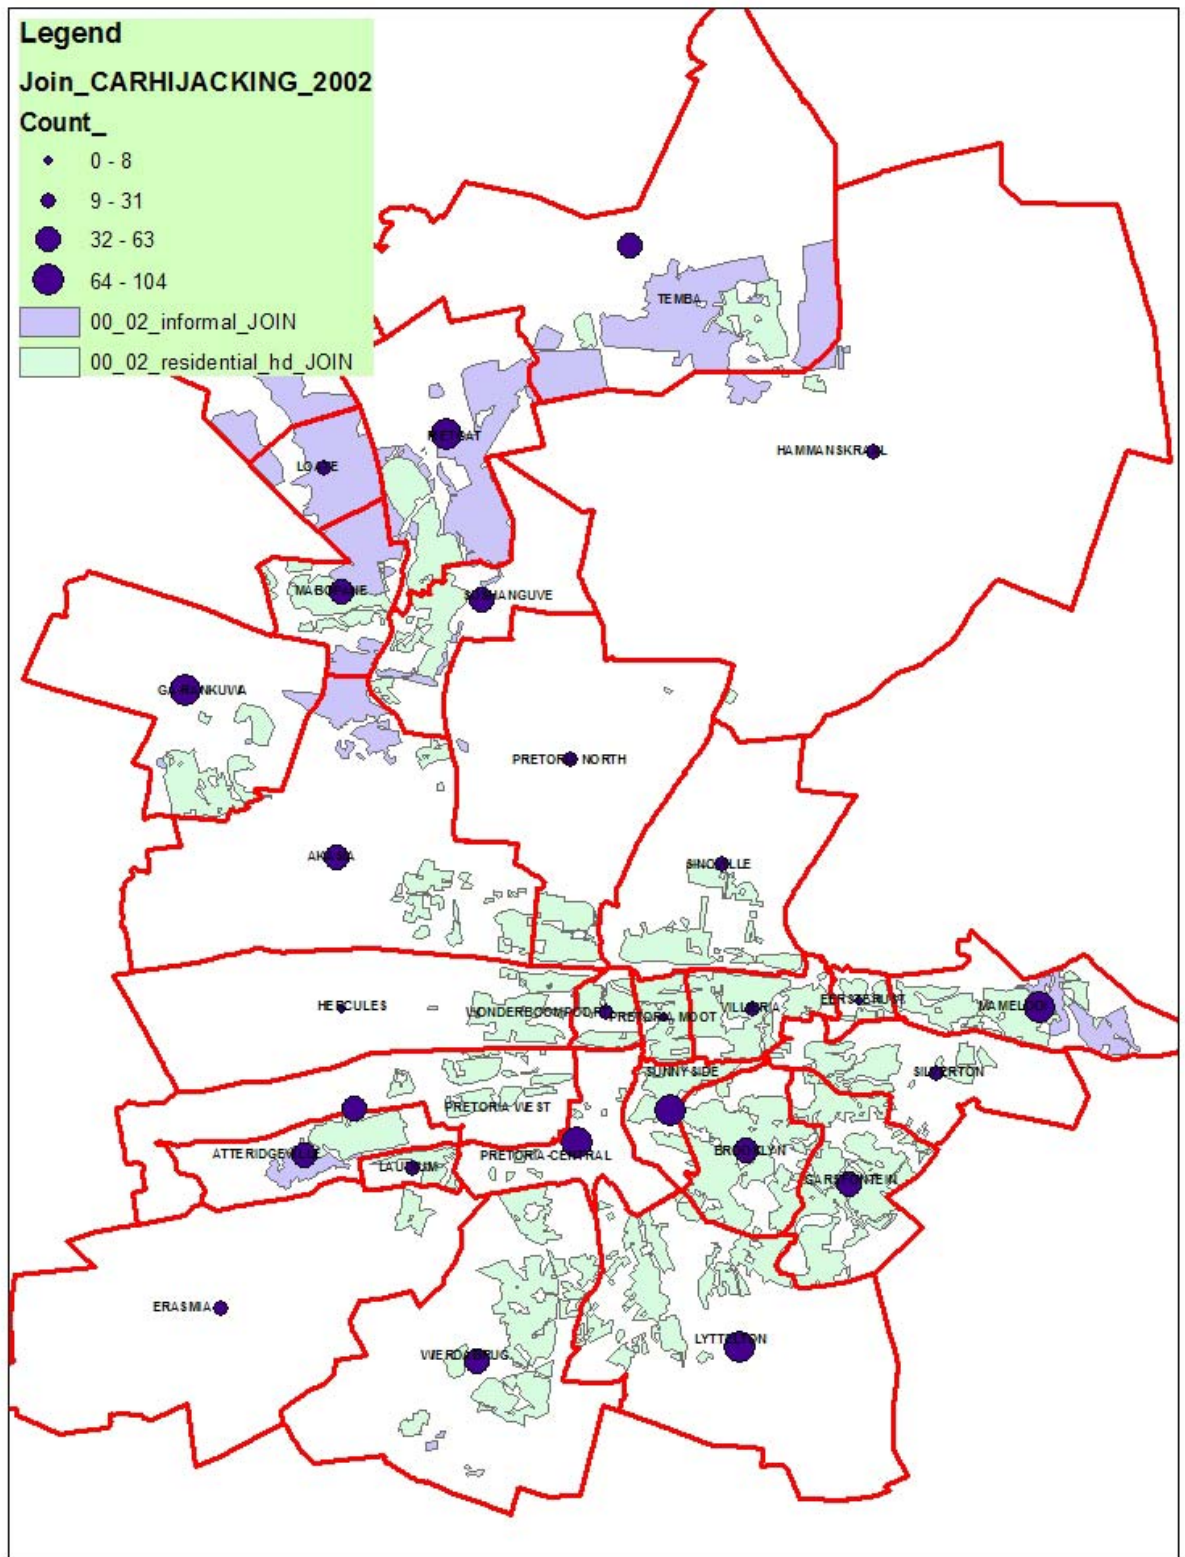 Legend
Join_CARHIJACKING_2002
Count_
0 - 8
9 - 31
32 - 63
64 - 104
00_02_informal_JOIN
00_02_residential_hd_JOIN
TEMBA
HAMMANSKRAAL
MABOPANE
SOSHANGUVE
GARANKUWA
PRETORIA NORTH
AKASIA
SINOVILLE
HERCULES
WONDERBOOMPOORT
PRETORIA MOOT
VILLIERIA
EERSTERUST
MAMELODI
SUNNYSIDE
SILVERTON
PRETORIA WEST
ATTERIDGEVILLE
LAUDIUM
PRETORIA CENTRAL
BROOKLYN
GARSFONTEIN
ERASMIA
WIERDABRUG
LYTTELTON